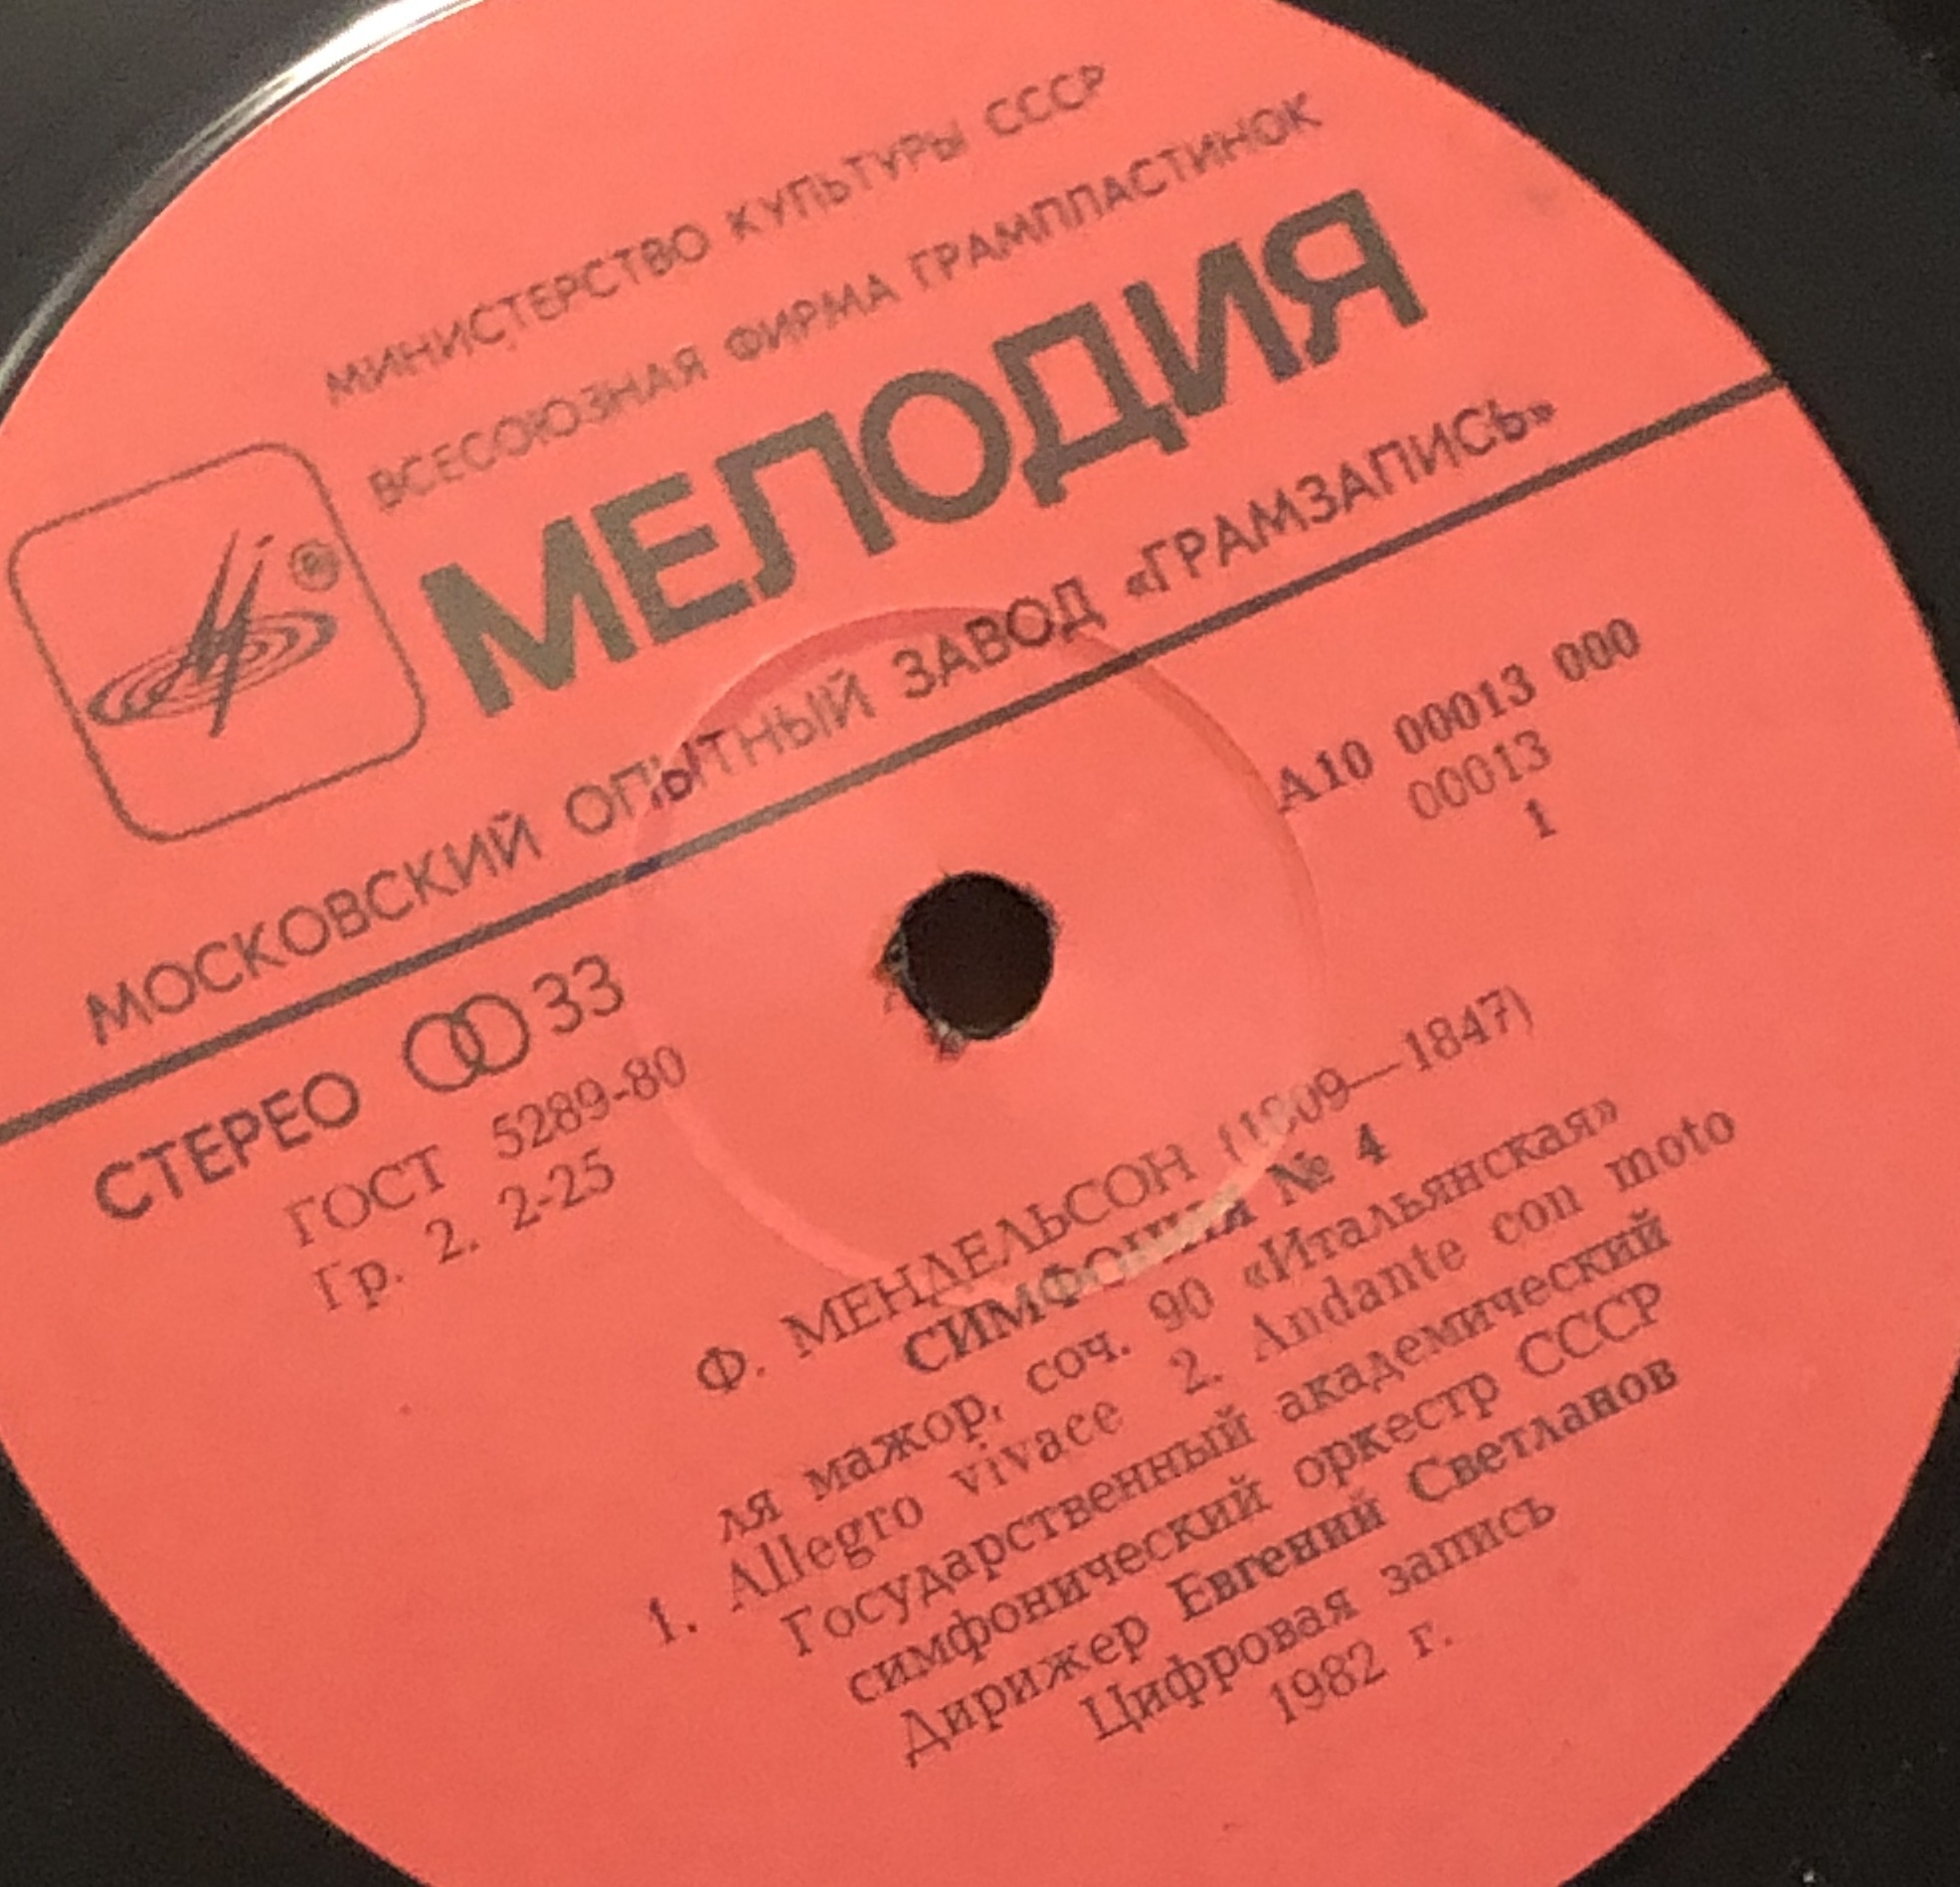 МИНИСТЕРСТВО КУЛЬТУРЫ СССР
ВСЕСОЮЗНАЯ ФИРМА ГРАМПЛАСТИНОК
МЕЛОДИЯ
®
МОСКОВСКИЙ ОПЫТНЫЙ ЗАВОД «ГРАМЗАПИСЬ»
СТЕРЕО 33
ГОСТ 5289-80
Гр. 2. 2-25
А10 00013 000
00013
1
Ф. МЕНДЕЛЬСОН (1809—1847)
СИМФОНИЯ № 4
ля мажор, соч. 90 «Итальянская»
1. Allegro vivace 2. Andante con moto
Государственный академический
симфонический оркестр СССР
Дирижер Евгений Светланов
Цифровая запись
1982 г.